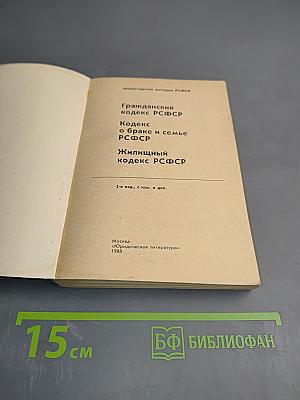 Министерство юстиции РСФСР
Гражданский
кодекс РСФСР
Кодекс
о браке и семье
РСФСР
Жилищный
кодекс РСФСР
2-е изд., с изм. и доп.
Москва
«Юридическая литература»
1988
15 см
БФ БИБЛИОФАН